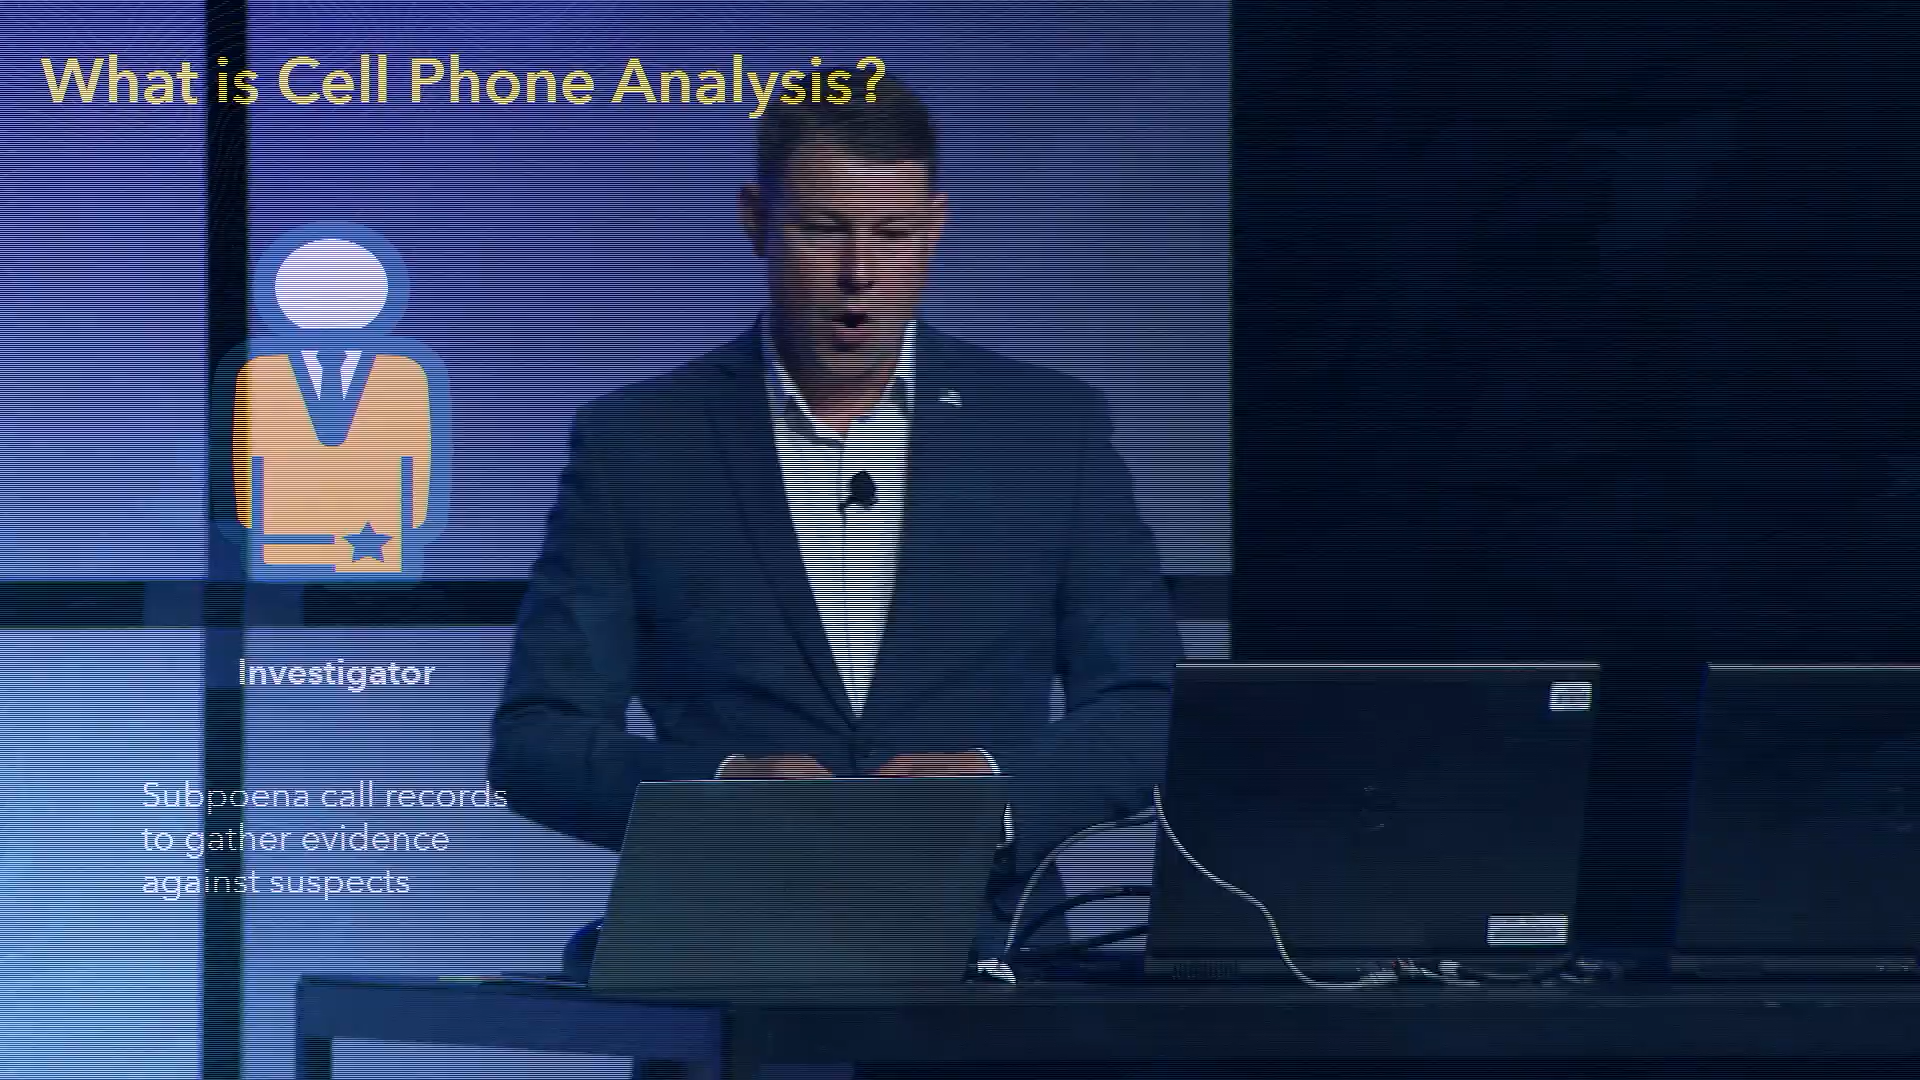 What is Cell Phone Analysis?
Investigator
Subpoena call records
to gather evidence
against suspects